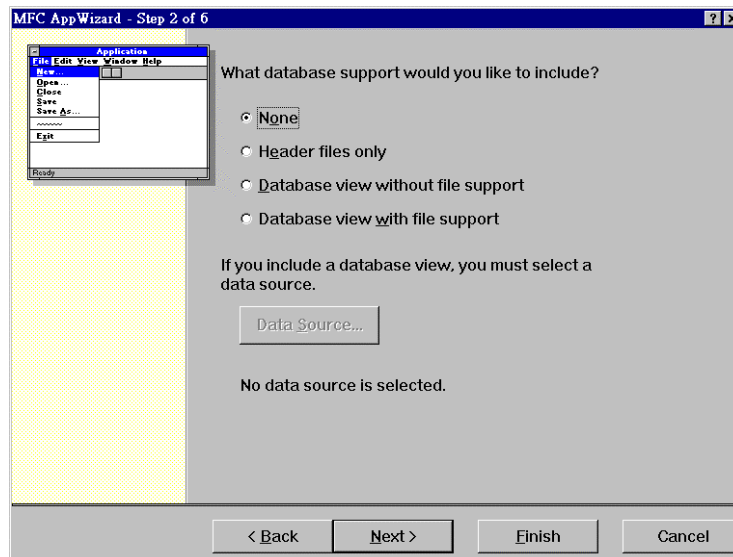 MFC AppWizard - Step 2 of 6
Application
File Edit View Window Help
New...
Open...
Close
Save
Save As...
Exit
Ready
What database support would you like to include?
None
Header files only
Database view without file support
Database view with file support
If you include a database view, you must select a
data source.
Data Source...
No data source is selected.
< Back
Next >
Finish
Cancel